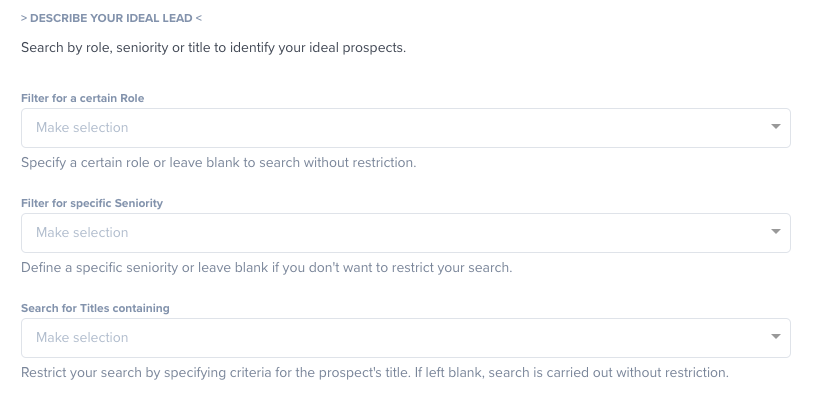 > DESCRIBE YOUR IDEAL LEAD <
Search by role, seniority or title to identify your ideal prospects.
Filter for a certain Role
Make selection
Specify a certain role or leave blank to search without restriction.
Filter for specific Seniority
Make selection
Define a specific seniority or leave blank if you don't want to restrict your search.
Search for Titles containing
Make selection
Restrict your search by specifying criteria for the prospect's title. If left blank, search is carried out without restriction.